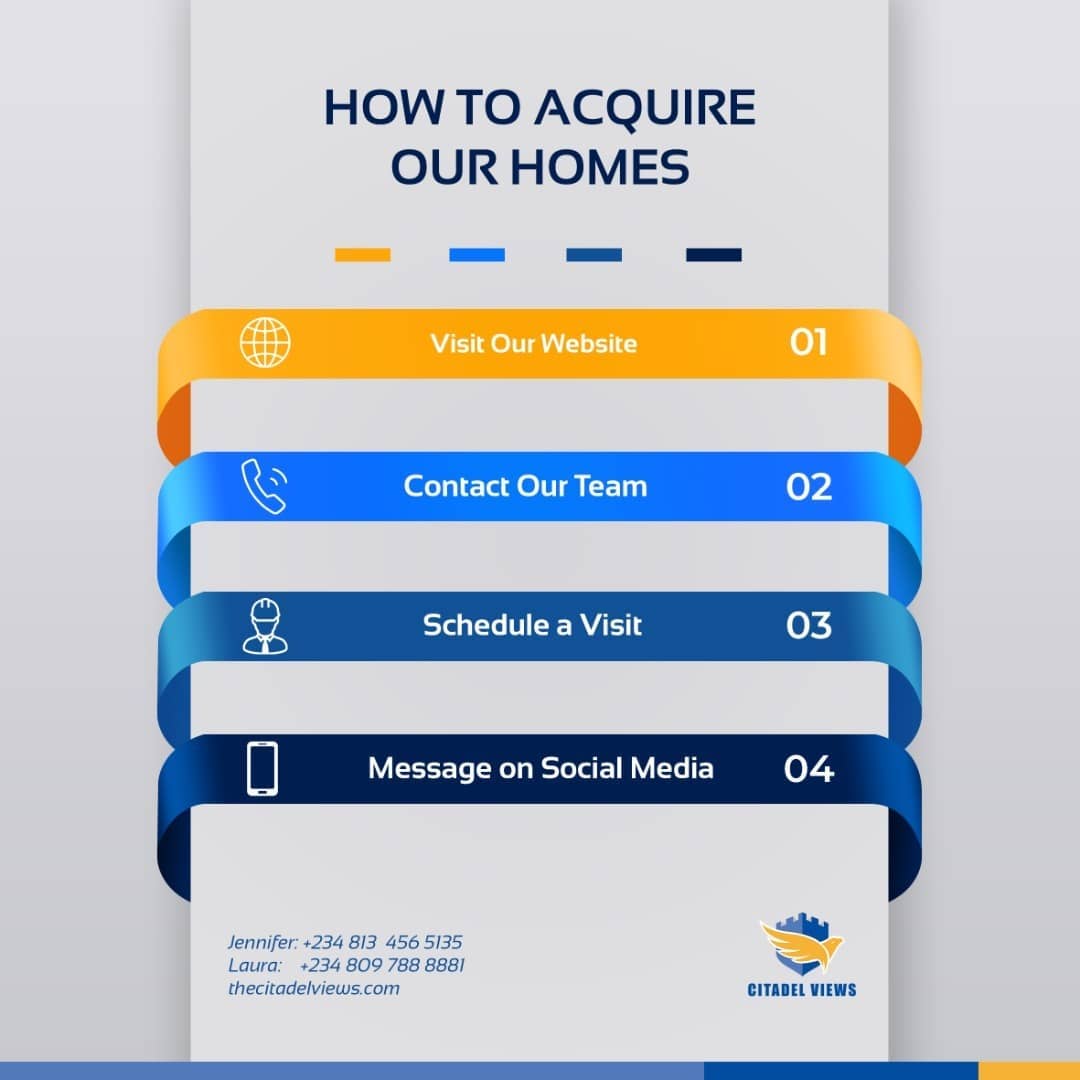 HOW TO ACQUIRE
OUR HOMES
Visit Our Website 01
Contact Our Team 02
Schedule a Visit 03
Message on Social Media 04
Jennifer: +234 813 456 5135
Laura: +234 809 788 8881
thecitadelviews.com
CITADEL VIEWS